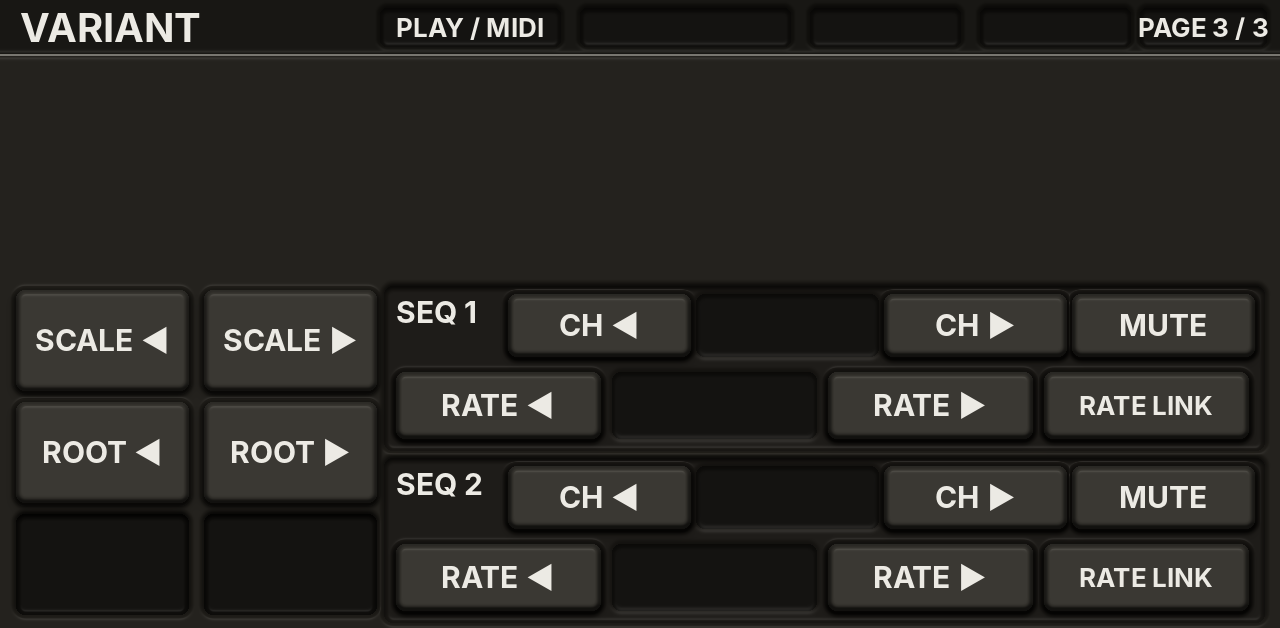 VARIANT
PLAY / MIDI
PAGE 3 / 3
SCALE ◀
SCALE ▶
ROOT ◀
ROOT ▶
SEQ 1
CH ◀
CH ▶
MUTE
RATE ◀
RATE ▶
RATE LINK
SEQ 2
CH ◀
CH ▶
MUTE
RATE ◀
RATE ▶
RATE LINK